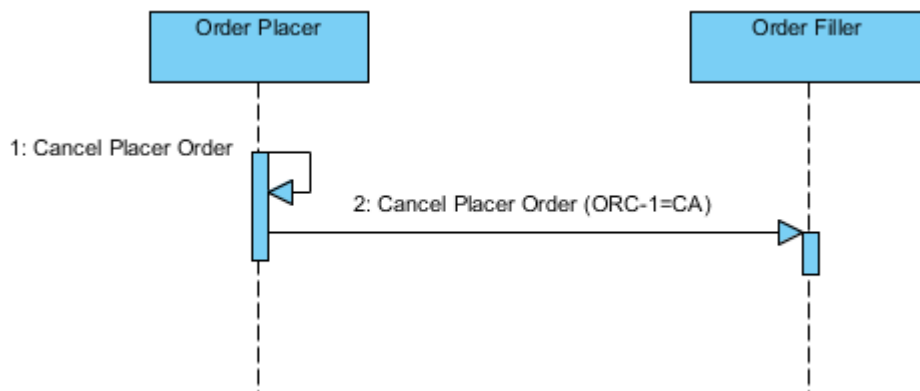 Order Placer
Order Filler
1: Cancel Placer Order
2: Cancel Placer Order (ORC-1=CA)